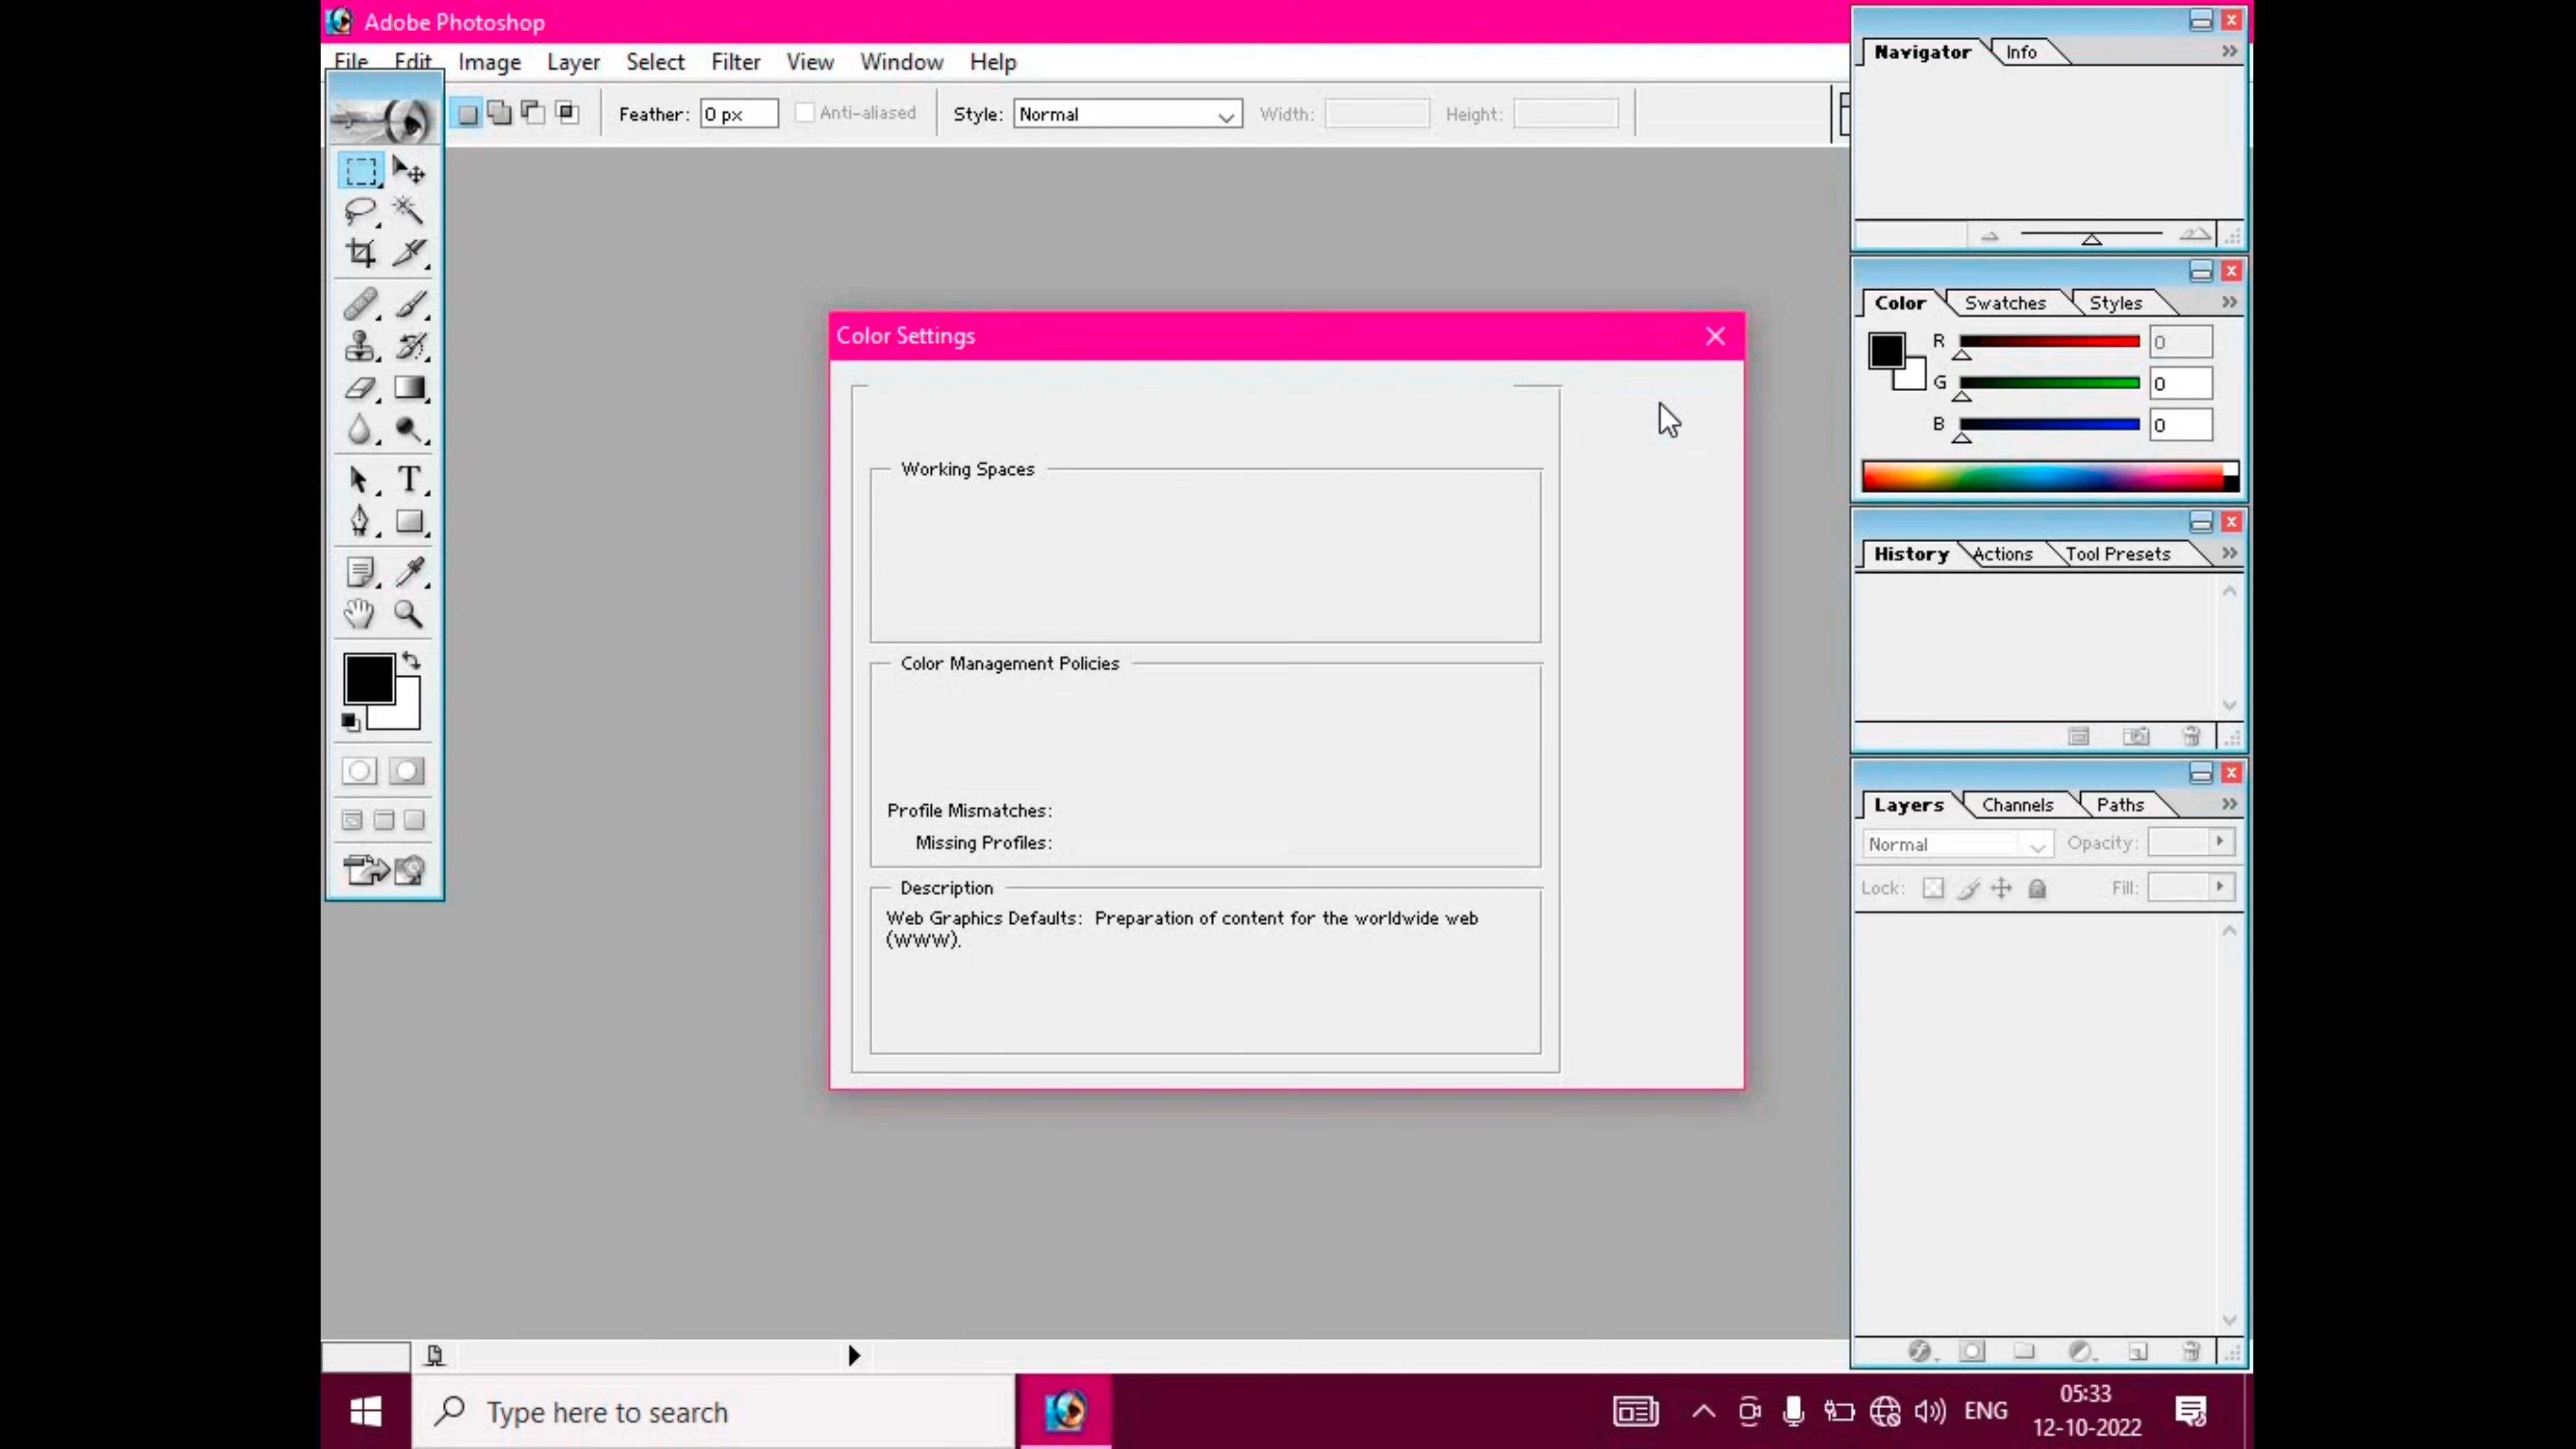 Adobe Photoshop
File Edit Image Layer Select Filter View Window Help
Feather: 0 px Anti-aliased Style: Normal Width: Height:
Navigator Info
Color Swatches Styles
R 0
G 0
B 0
History Actions Tool Presets
Layers Channels Paths
Normal Opacity:
Lock: Fill:
T
Color Settings
Working Spaces
Color Management Policies
Profile Mismatches:
Missing Profiles:
Description
Web Graphics Defaults: Preparation of content for the worldwide web
(WWW).
Type here to search
ENG
05:33
12-10-2022